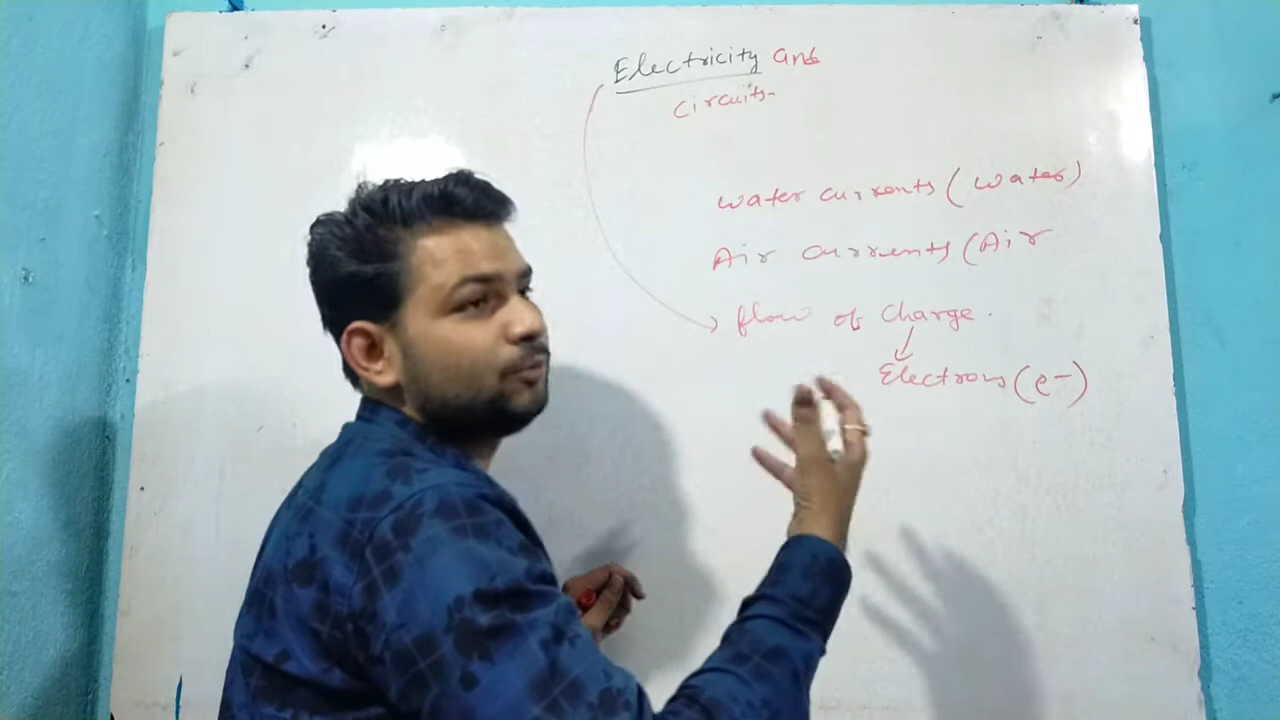 Electricity and
Circuits.
water currents (water)
Air currents (Air
flow of charge.
Electrons (e-)